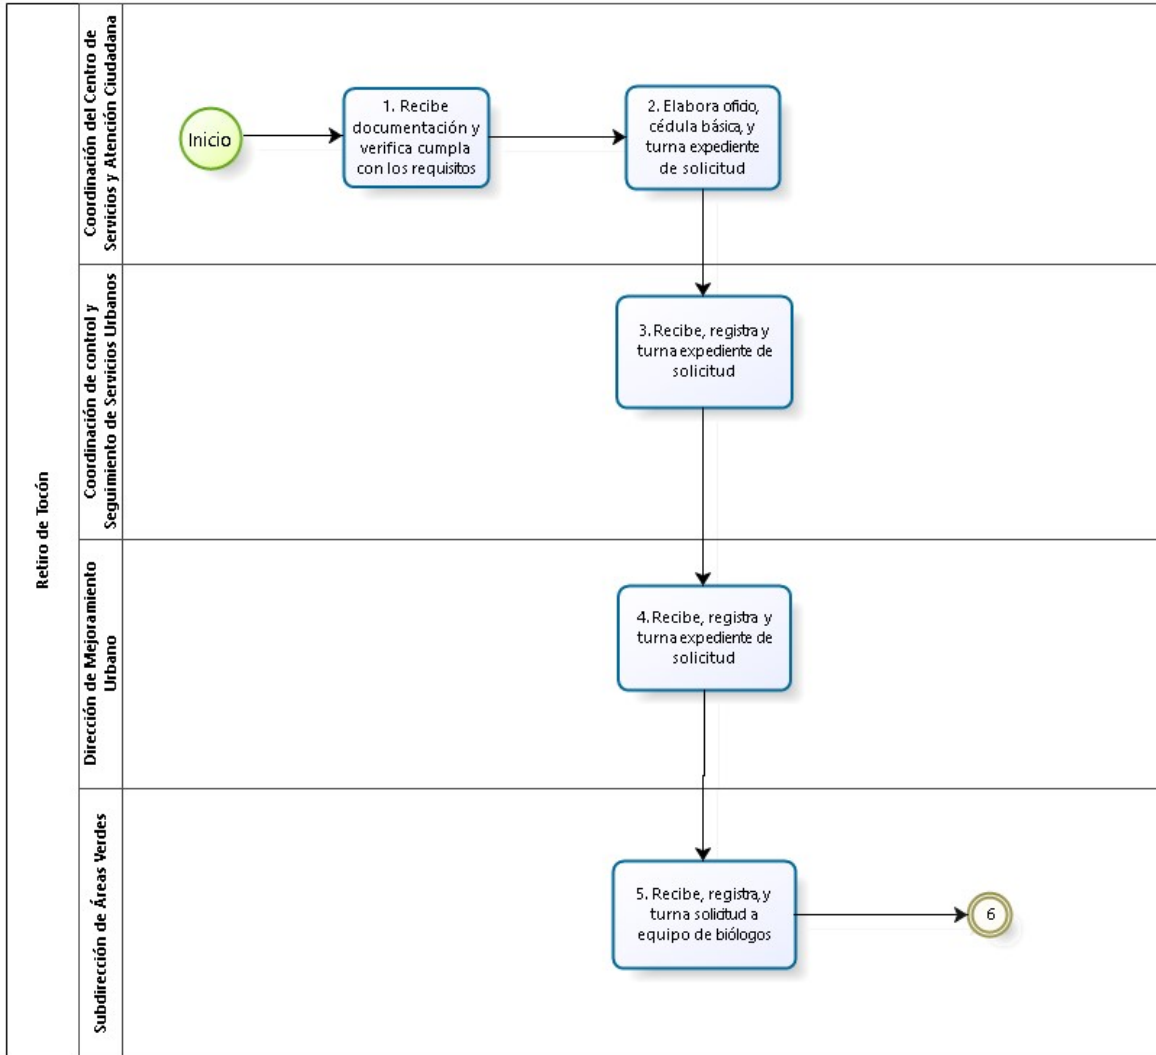 Retiro de Tocón
Coordinación del Centro de
Servicios y Atención Ciudadana
Inicio
1. Recibe
documentación y
verifica cumpla
con los requisitos
2. Elabora oficio,
cédula básica, y
turna expediente
de solicitud
Coordinación de control y
Seguimiento de Servicios Urbanos
3. Recibe, registra y
turna expediente de
solicitud
Dirección de Mejoramiento
Urbano
4. Recibe, registra y
turna expediente de
solicitud
Subdirección de Áreas Verdes
5. Recibe, registra, y
turna solicitud a
equipo de biólogos
6